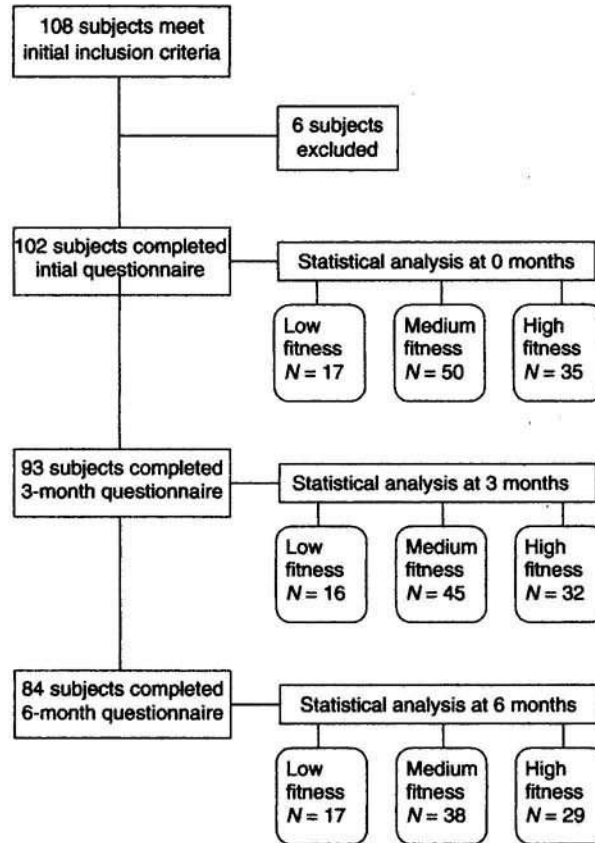 108 subjects meet
initial inclusion criteria
6 subjects
excluded
102 subjects completed
intial questionnaire
Statistical analysis at 0 months
Low
fitness
N = 17
Medium
fitness
N = 50
High
fitness
N = 35
93 subjects completed
3-month questionnaire
Statistical analysis at 3 months
Low
fitness
N = 16
Medium
fitness
N = 45
High
fitness
N = 32
84 subjects completed
6-month questionnaire
Statistical analysis at 6 months
Low
fitness
N = 17
Medium
fitness
N = 38
High
fitness
N = 29